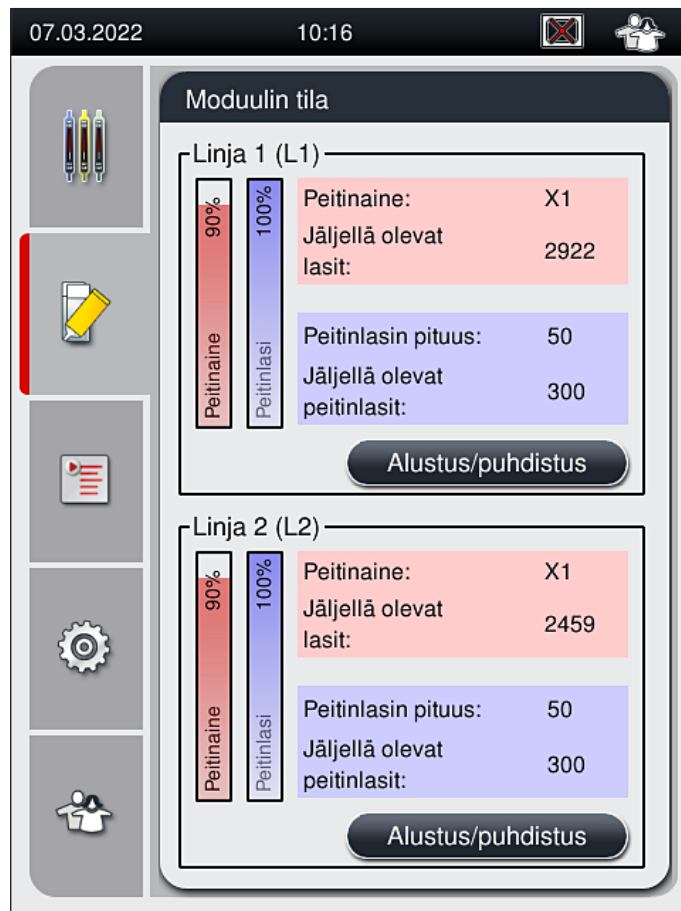 07.03.2022 10:16
Moduulin tila
Linja 1 (L1)
90%
Peitinaine
100%
Peitinlasi
Peitinaine: X1
Jäljellä olevat
lasit: 2922
Peitinlasin pituus: 50
Jäljellä olevat
peitinlasit: 300
Alustus/puhdistus
Linja 2 (L2)
90%
Peitinaine
100%
Peitinlasi
Peitinaine: X1
Jäljellä olevat
lasit: 2459
Peitinlasin pituus: 50
Jäljellä olevat
peitinlasit: 300
Alustus/puhdistus